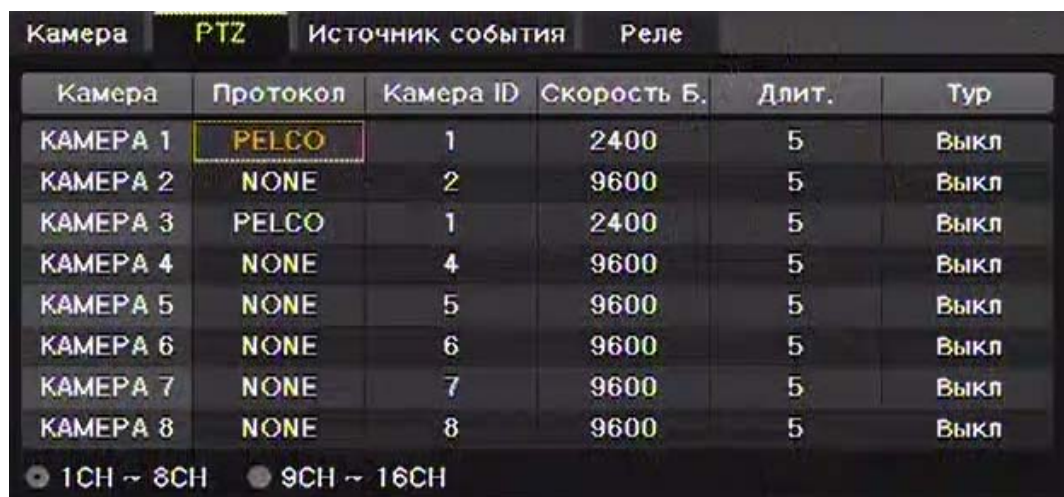 Камера PTZ Источник события Реле
Камера Протокол Камера ID Скорость Б. Длит. Тур
КАМЕРА 1 PELCO 1 2400 5 Выкл
КАМЕРА 2 NONE 2 9600 5 Выкл
КАМЕРА 3 PELCO 1 2400 5 Выкл
КАМЕРА 4 NONE 4 9600 5 Выкл
КАМЕРА 5 NONE 5 9600 5 Выкл
КАМЕРА 6 NONE 6 9600 5 Выкл
КАМЕРА 7 NONE 7 9600 5 Выкл
КАМЕРА 8 NONE 8 9600 5 Выкл
1CH ~ 8CH 9CH ~ 16CH